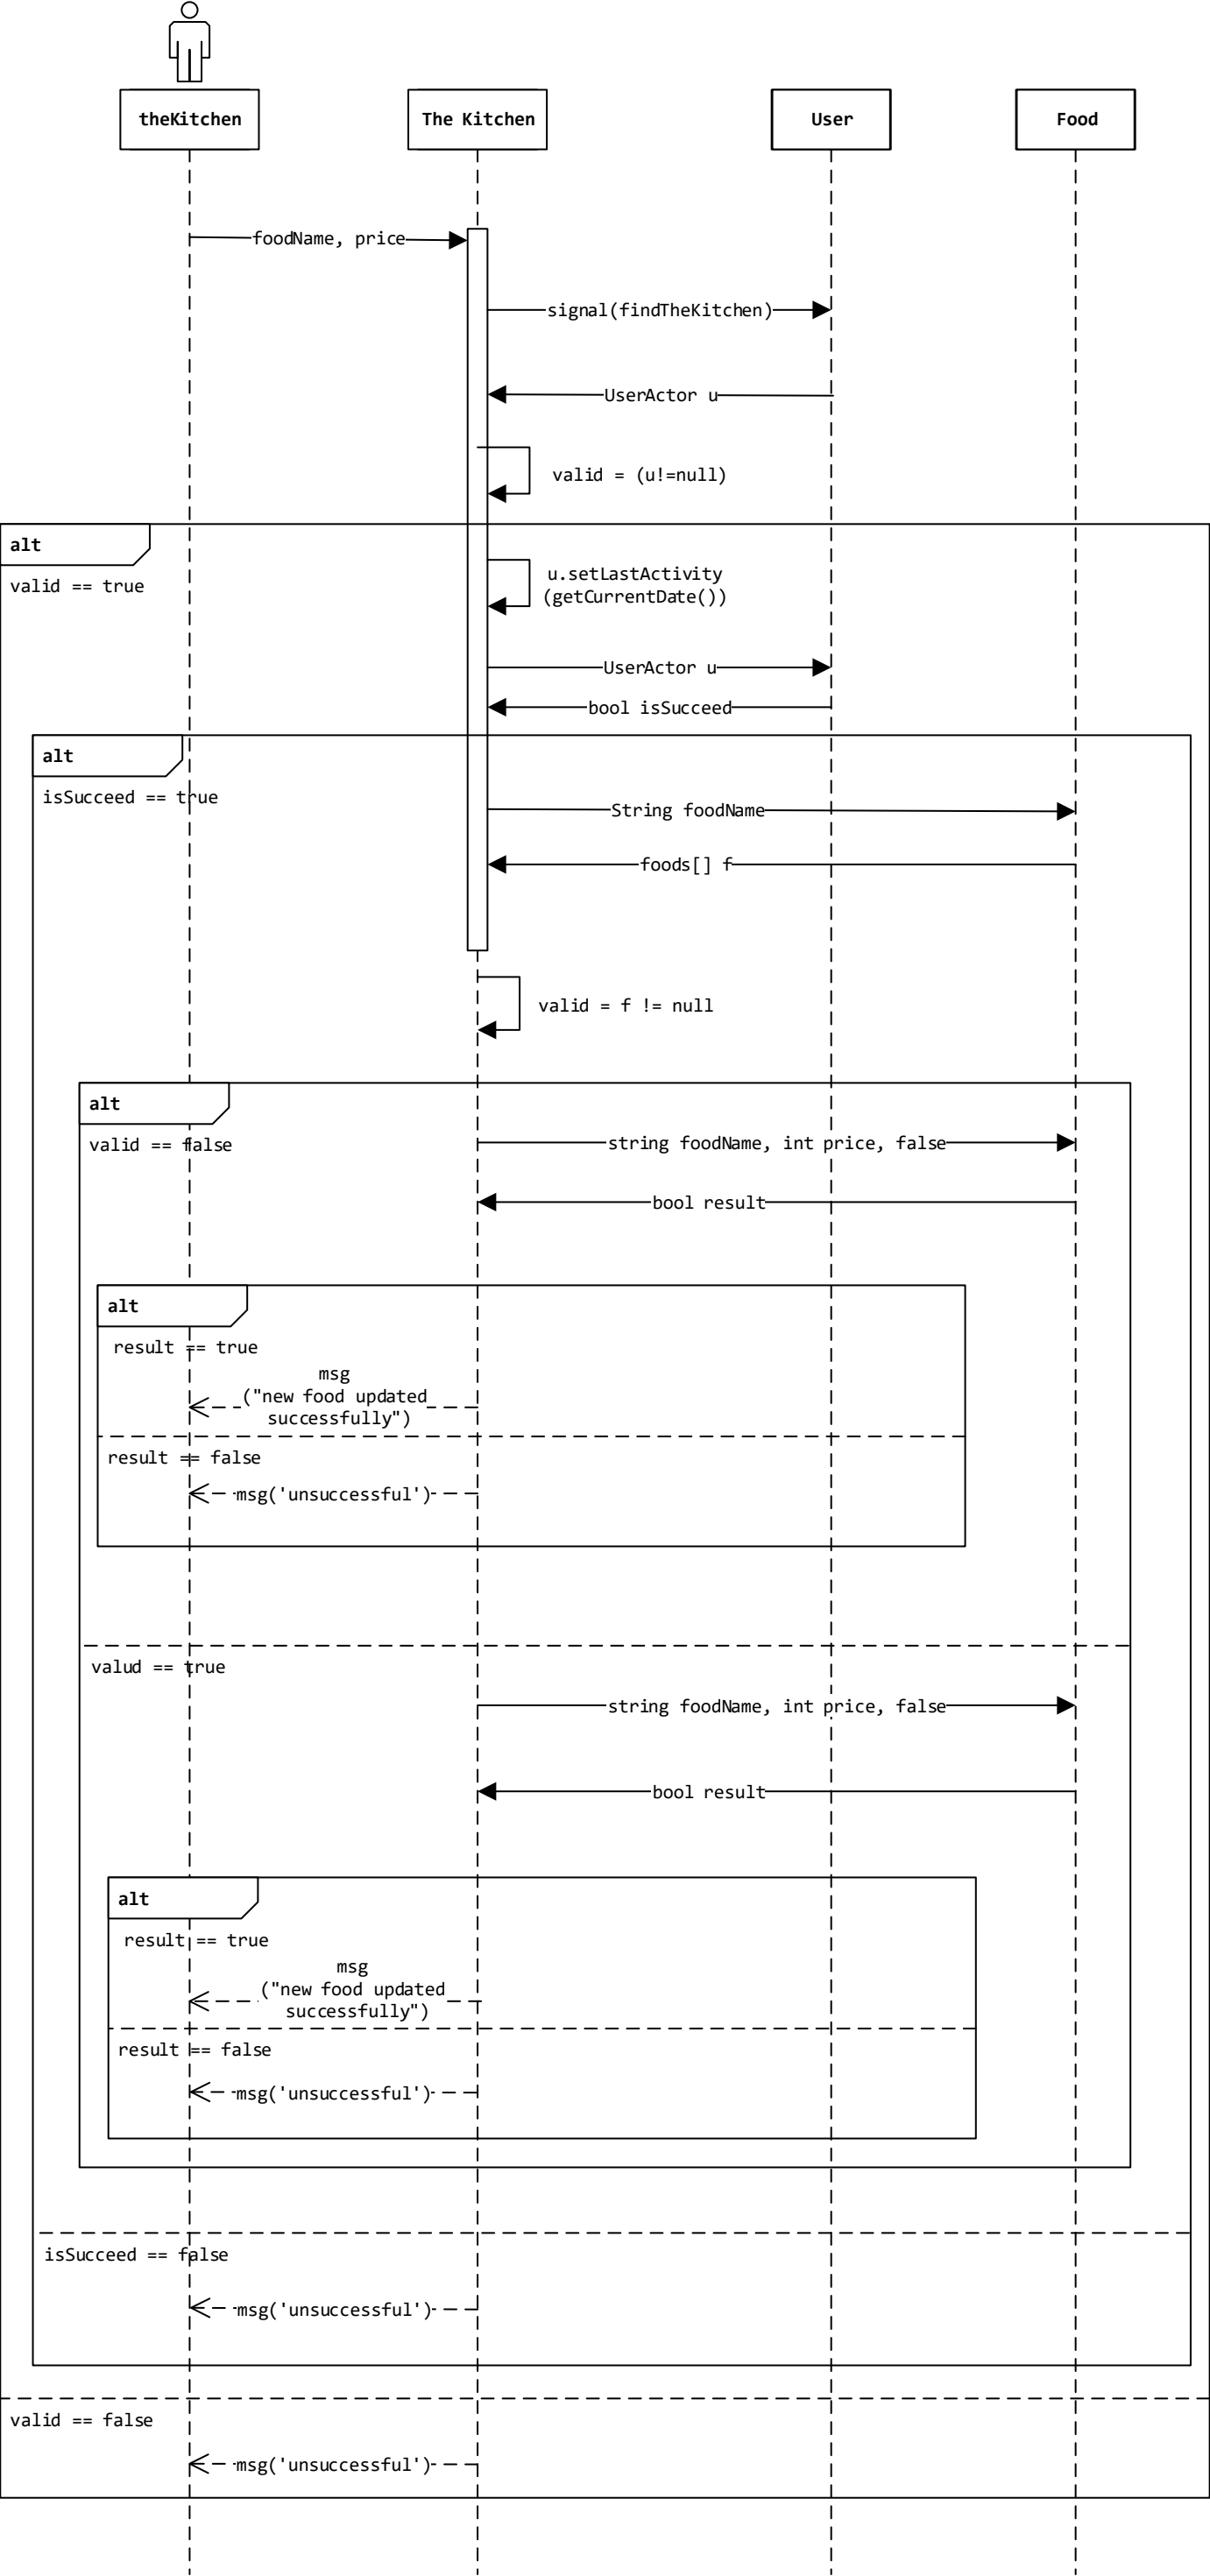 theKitchen
The Kitchen
User
Food
foodName, price
signal(findTheKitchen)
UserActor u
valid = (u!=null)
alt
valid == true
u.setLastActivity
(getCurrentDate())
UserActor u
bool isSucceed
alt
isSucceed == true
String foodName
foods[] f
valid = f != null
alt
valid == false
string foodName, int price, false
bool result
alt
result == true
msg
("new food updated
successfully")
result == false
msg('unsuccessful')
valud == true
string foodName, int price, false
bool result
alt
result == true
msg
("new food updated
successfully")
result == false
msg('unsuccessful')
isSucceed == false
msg('unsuccessful')
valid == false
msg('unsuccessful')